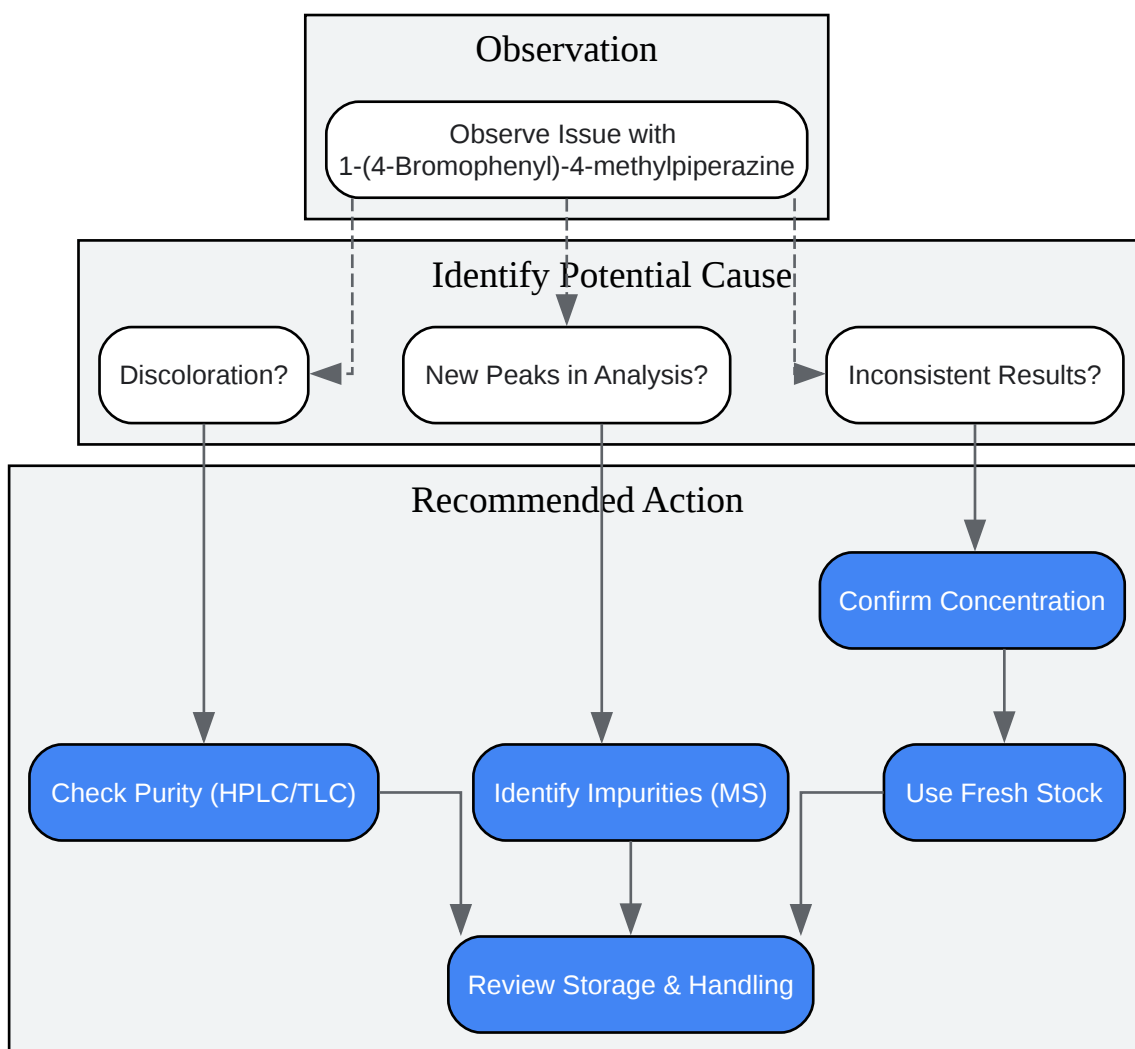 Observation
Observe Issue with
1-(4-Bromophenyl)-4-methylpiperazine
Identify Potential Cause
Discoloration?
New Peaks in Analysis?
Inconsistent Results?
Recommended Action
Confirm Concentration
Check Purity (HPLC/TLC)
Identify Impurities (MS)
Use Fresh Stock
Review Storage & Handling